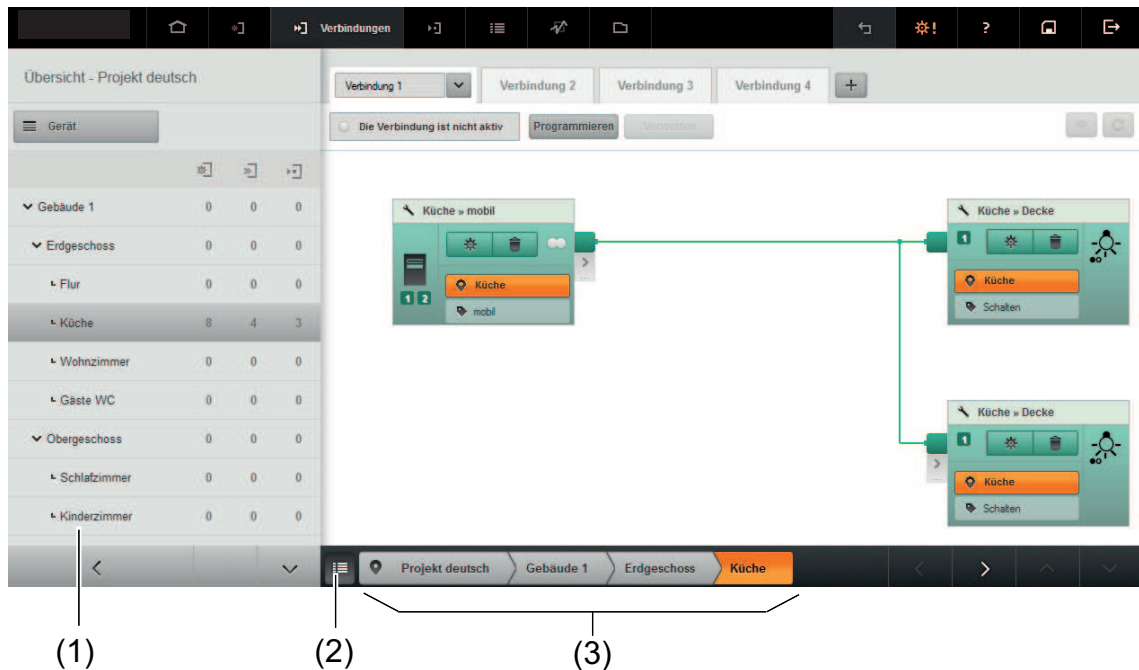 Verbindungen
!
?
Übersicht - Projekt deutsch
Verbindung 1
Verbindung 2
Verbindung 3
Verbindung 4
+
Gerät
Die Verbindung ist nicht aktiv
Programmieren
Gebäude 1 0 0 0
Erdgeschoss 0 0 0
Flur 0 0 0
Küche 8 4 3
Wohnzimmer 0 0 0
Gäste WC 0 0 0
Obergeschoss 0 0 0
Schlafzimmer 0 0 0
Kinderzimmer 0 0 0
Küche » mobil
Küche
1 2
mobil
Küche » Decke
1
Küche
Schalten
Küche » Decke
1
Küche
Schalten
Projekt deutsch
Gebäude 1
Erdgeschoss
Küche
(1)
(2)
(3)